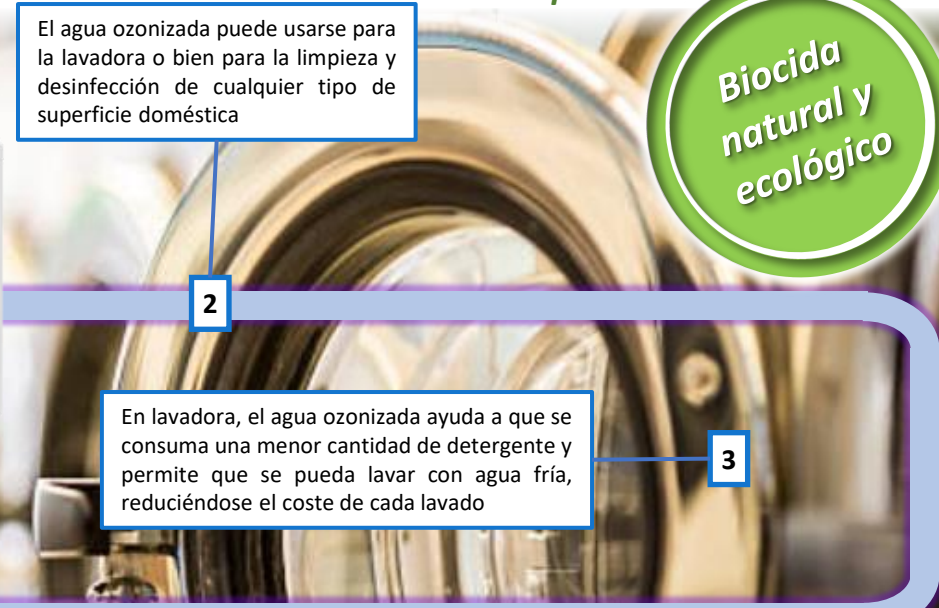 El agua ozonizada puede usarse para
la lavadora o bien para la limpieza y
desinfección de cualquier tipo de
superficie doméstica
Biocida
natural y
ecológico
2
En lavadora, el agua ozonizada ayuda a que se
consuma una menor cantidad de detergente y
permite que se pueda lavar con agua fría,
reduciéndose el coste de cada lavado
3